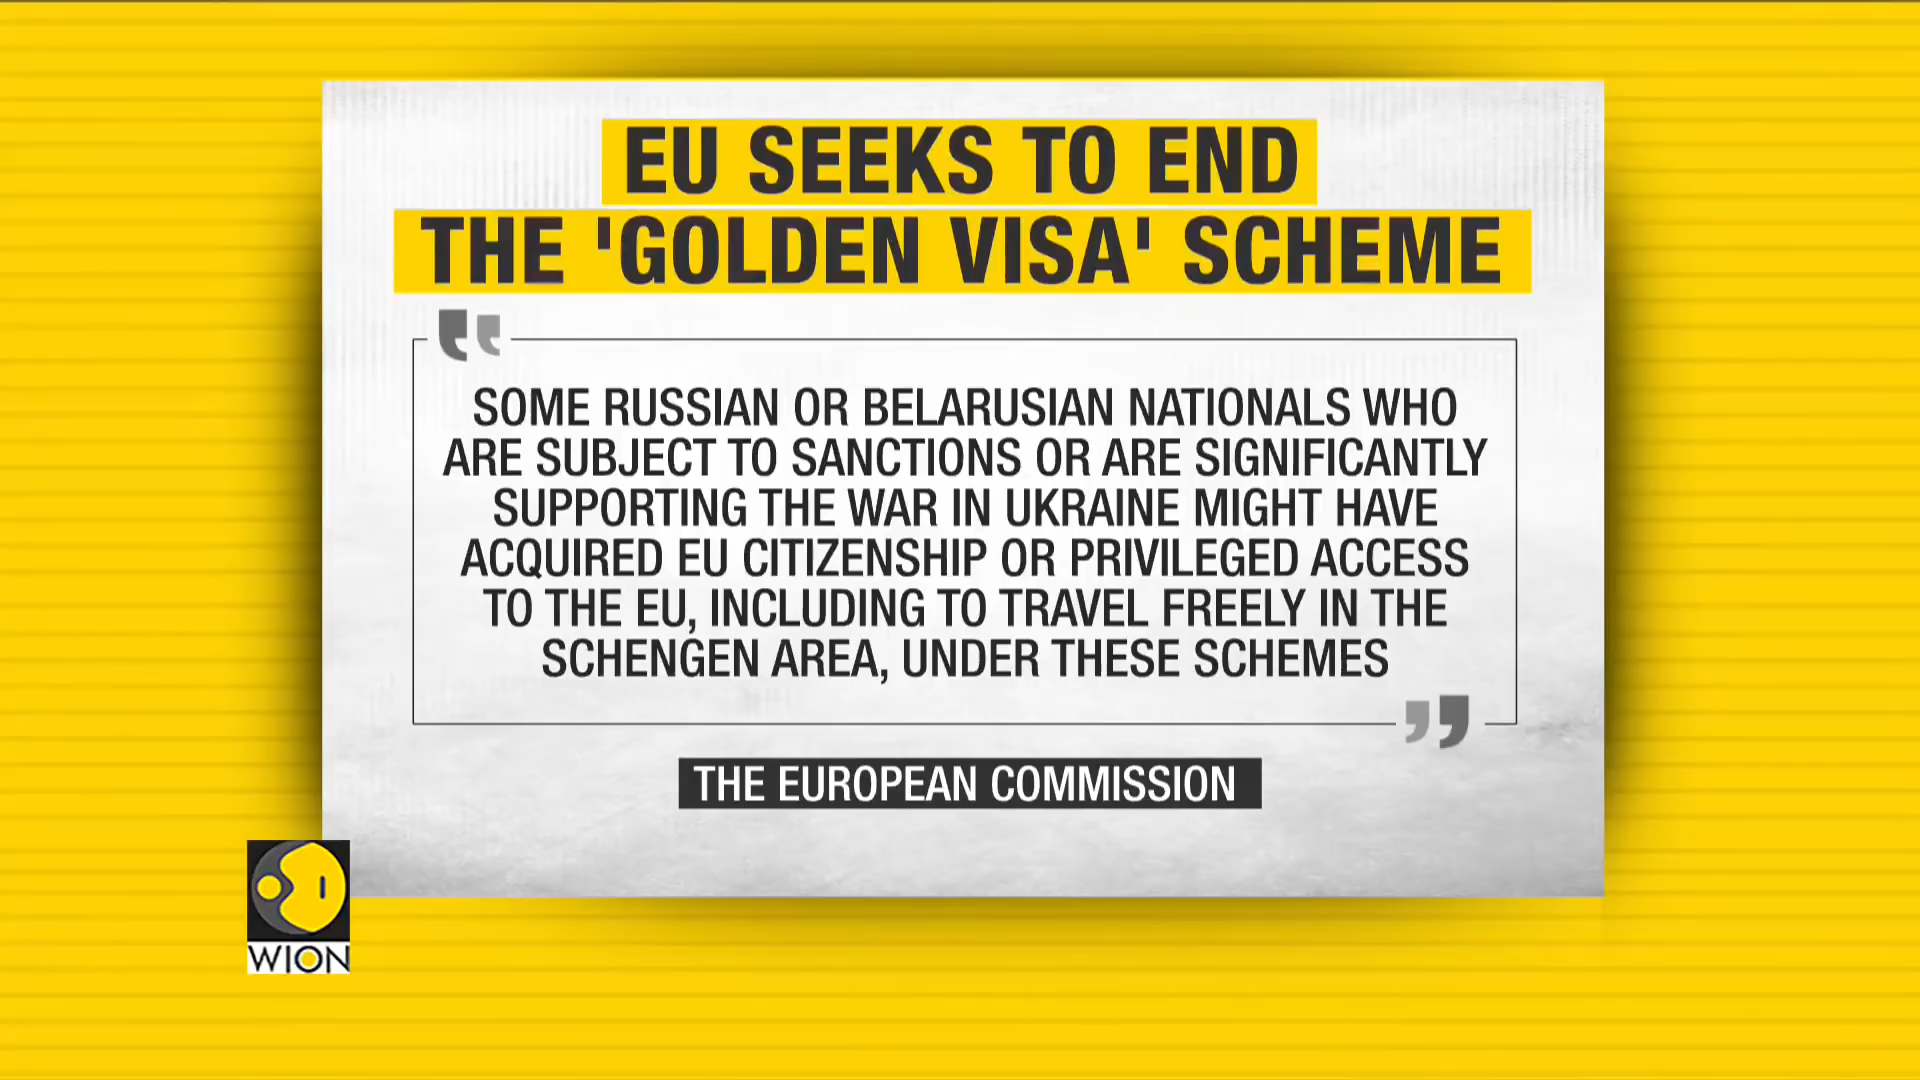 EU SEEKS TO END
THE 'GOLDEN VISA' SCHEME
SOME RUSSIAN OR BELARUSIAN NATIONALS WHO
ARE SUBJECT TO SANCTIONS OR ARE SIGNIFICANTLY
SUPPORTING THE WAR IN UKRAINE MIGHT HAVE
ACQUIRED EU CITIZENSHIP OR PRIVILEGED ACCESS
TO THE EU, INCLUDING TO TRAVEL FREELY IN THE
SCHENGEN AREA, UNDER THESE SCHEMES
THE EUROPEAN COMMISSION
WION